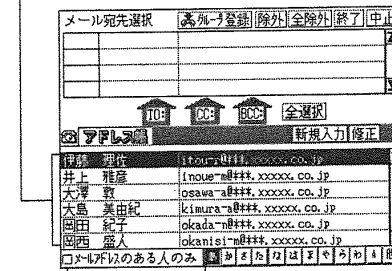 メール宛先選択 グループ登録 除外 全除外 終了 中止
TO: CC: BCC: 全選択
アドレス帳 新規入力 修正
伊藤 理佐 itou-r@***.xxxxx.co.jp
井上 雅彦 inoue-m@***.xxxxx.co.jp
大澤 敦 osawa-a@***.xxxxx.co.jp
大島 美由紀 kimura-a@***.xxxxx.co.jp
岡田 紀子 okada-n@***.xxxxx.co.jp
岡西 盛人 okanisi-m@***.xxxxx.co.jp
□メールアドレスのある人のみ あ か さ た な は ま や ら わ